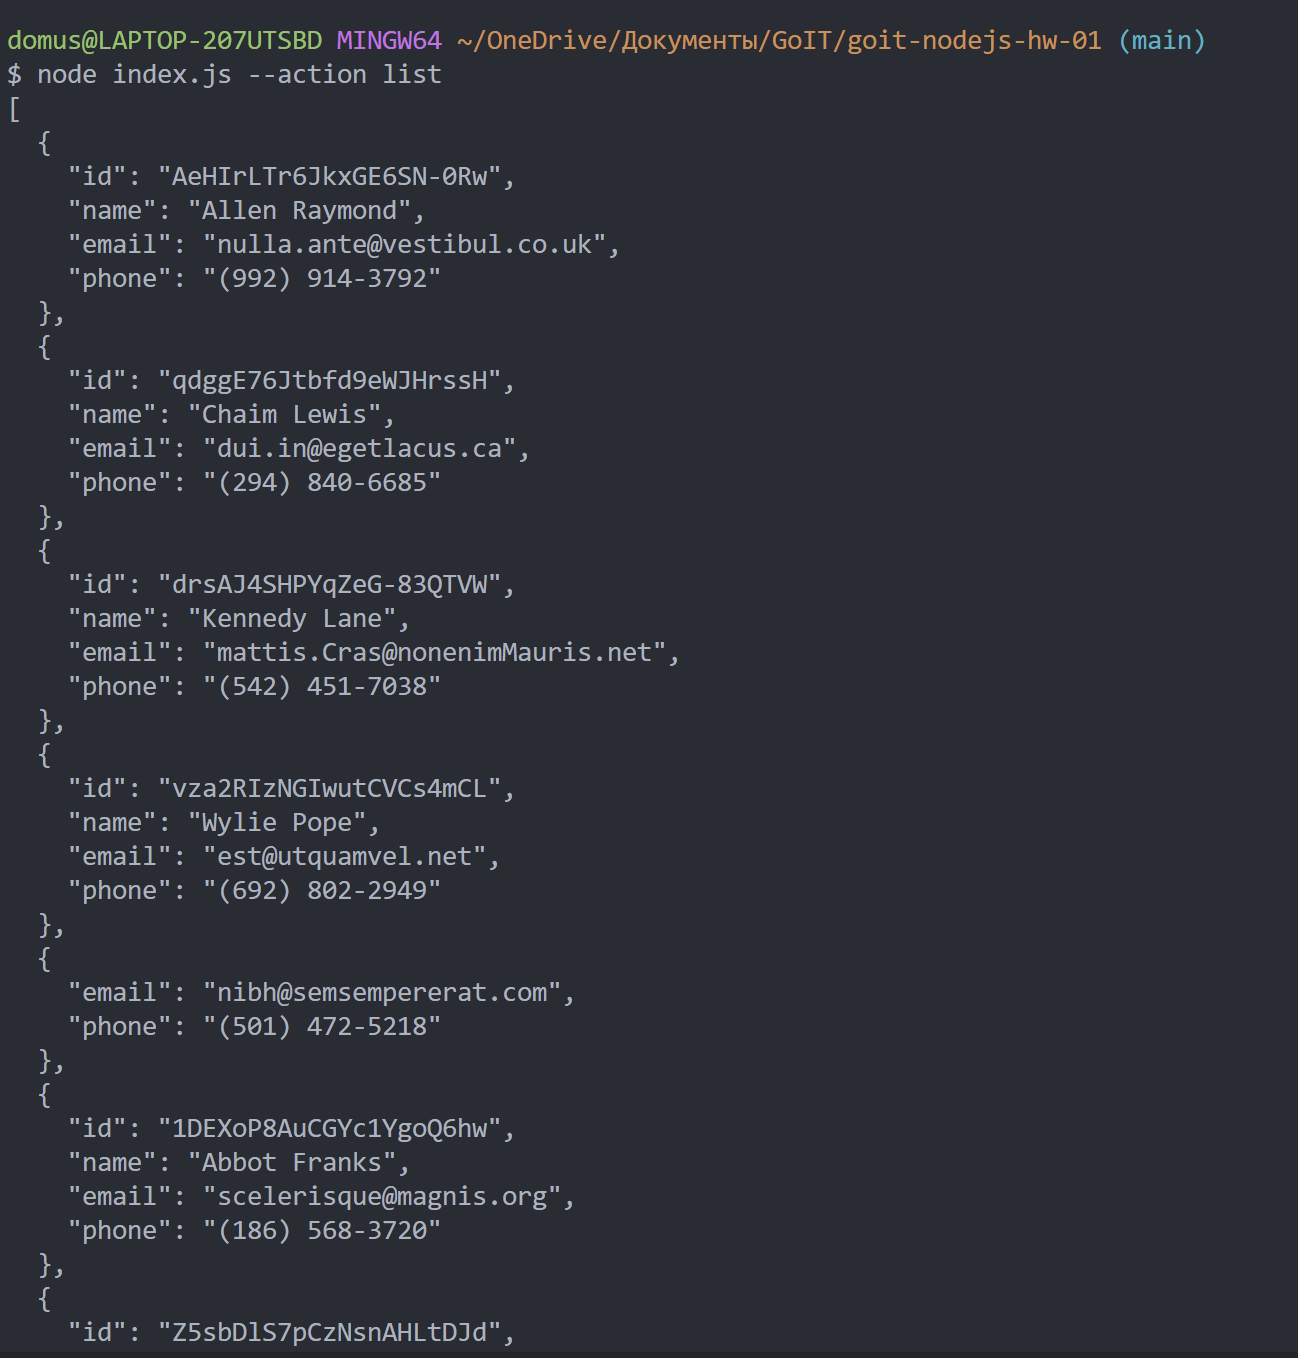 domus@LAPTOP-207UTSBD MINGW64 ~/OneDrive/Документы/GoIT/goit-nodejs-hw-01 (main)
$ node index.js --action list
[
  {
    "id": "AeHIrLTr6JkxGE6SN-0Rw",
    "name": "Allen Raymond",
    "email": "nulla.ante@vestibul.co.uk",
    "phone": "(992) 914-3792"
  },
  {
    "id": "qdggE76Jtbfd9eWJHrssH",
    "name": "Chaim Lewis",
    "email": "dui.in@egetlacus.ca",
    "phone": "(294) 840-6685"
  },
  {
    "id": "drsAJ4SHPYqZeG-83QTVW",
    "name": "Kennedy Lane",
    "email": "mattis.Cras@nonenimMauris.net",
    "phone": "(542) 451-7038"
  },
  {
    "id": "vza2RIzNGIwutCVCs4mCL",
    "name": "Wylie Pope",
    "email": "est@utquamvel.net",
    "phone": "(692) 802-2949"
  },
  {
    "email": "nibh@semsempererat.com",
    "phone": "(501) 472-5218"
  },
  {
    "id": "1DEXoP8AuCGYc1YgoQ6hw",
    "name": "Abbot Franks",
    "email": "scelerisque@magnis.org",
    "phone": "(186) 568-3720"
  },
  {
    "id": "Z5sbDlS7pCzNsnAHLtDJd",